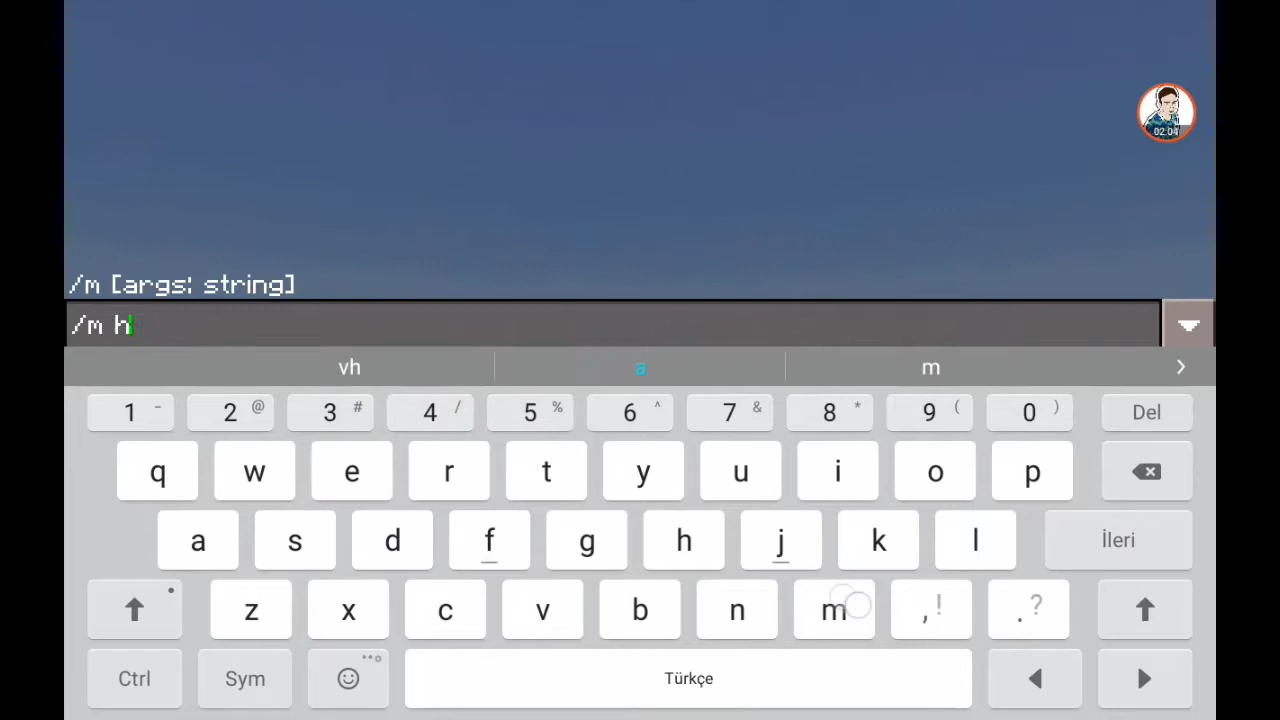 02:04
/m [args: string]
/m h
vh a m
1 - 2 @ 3 # 4 / 5 % 6 ^ 7 & 8 * 9 ( 0 ) Del
q w e r t y u i o p
a s d f g h j k l İleri
z x c v b n m , ! . ?
Ctrl Sym Türkçe